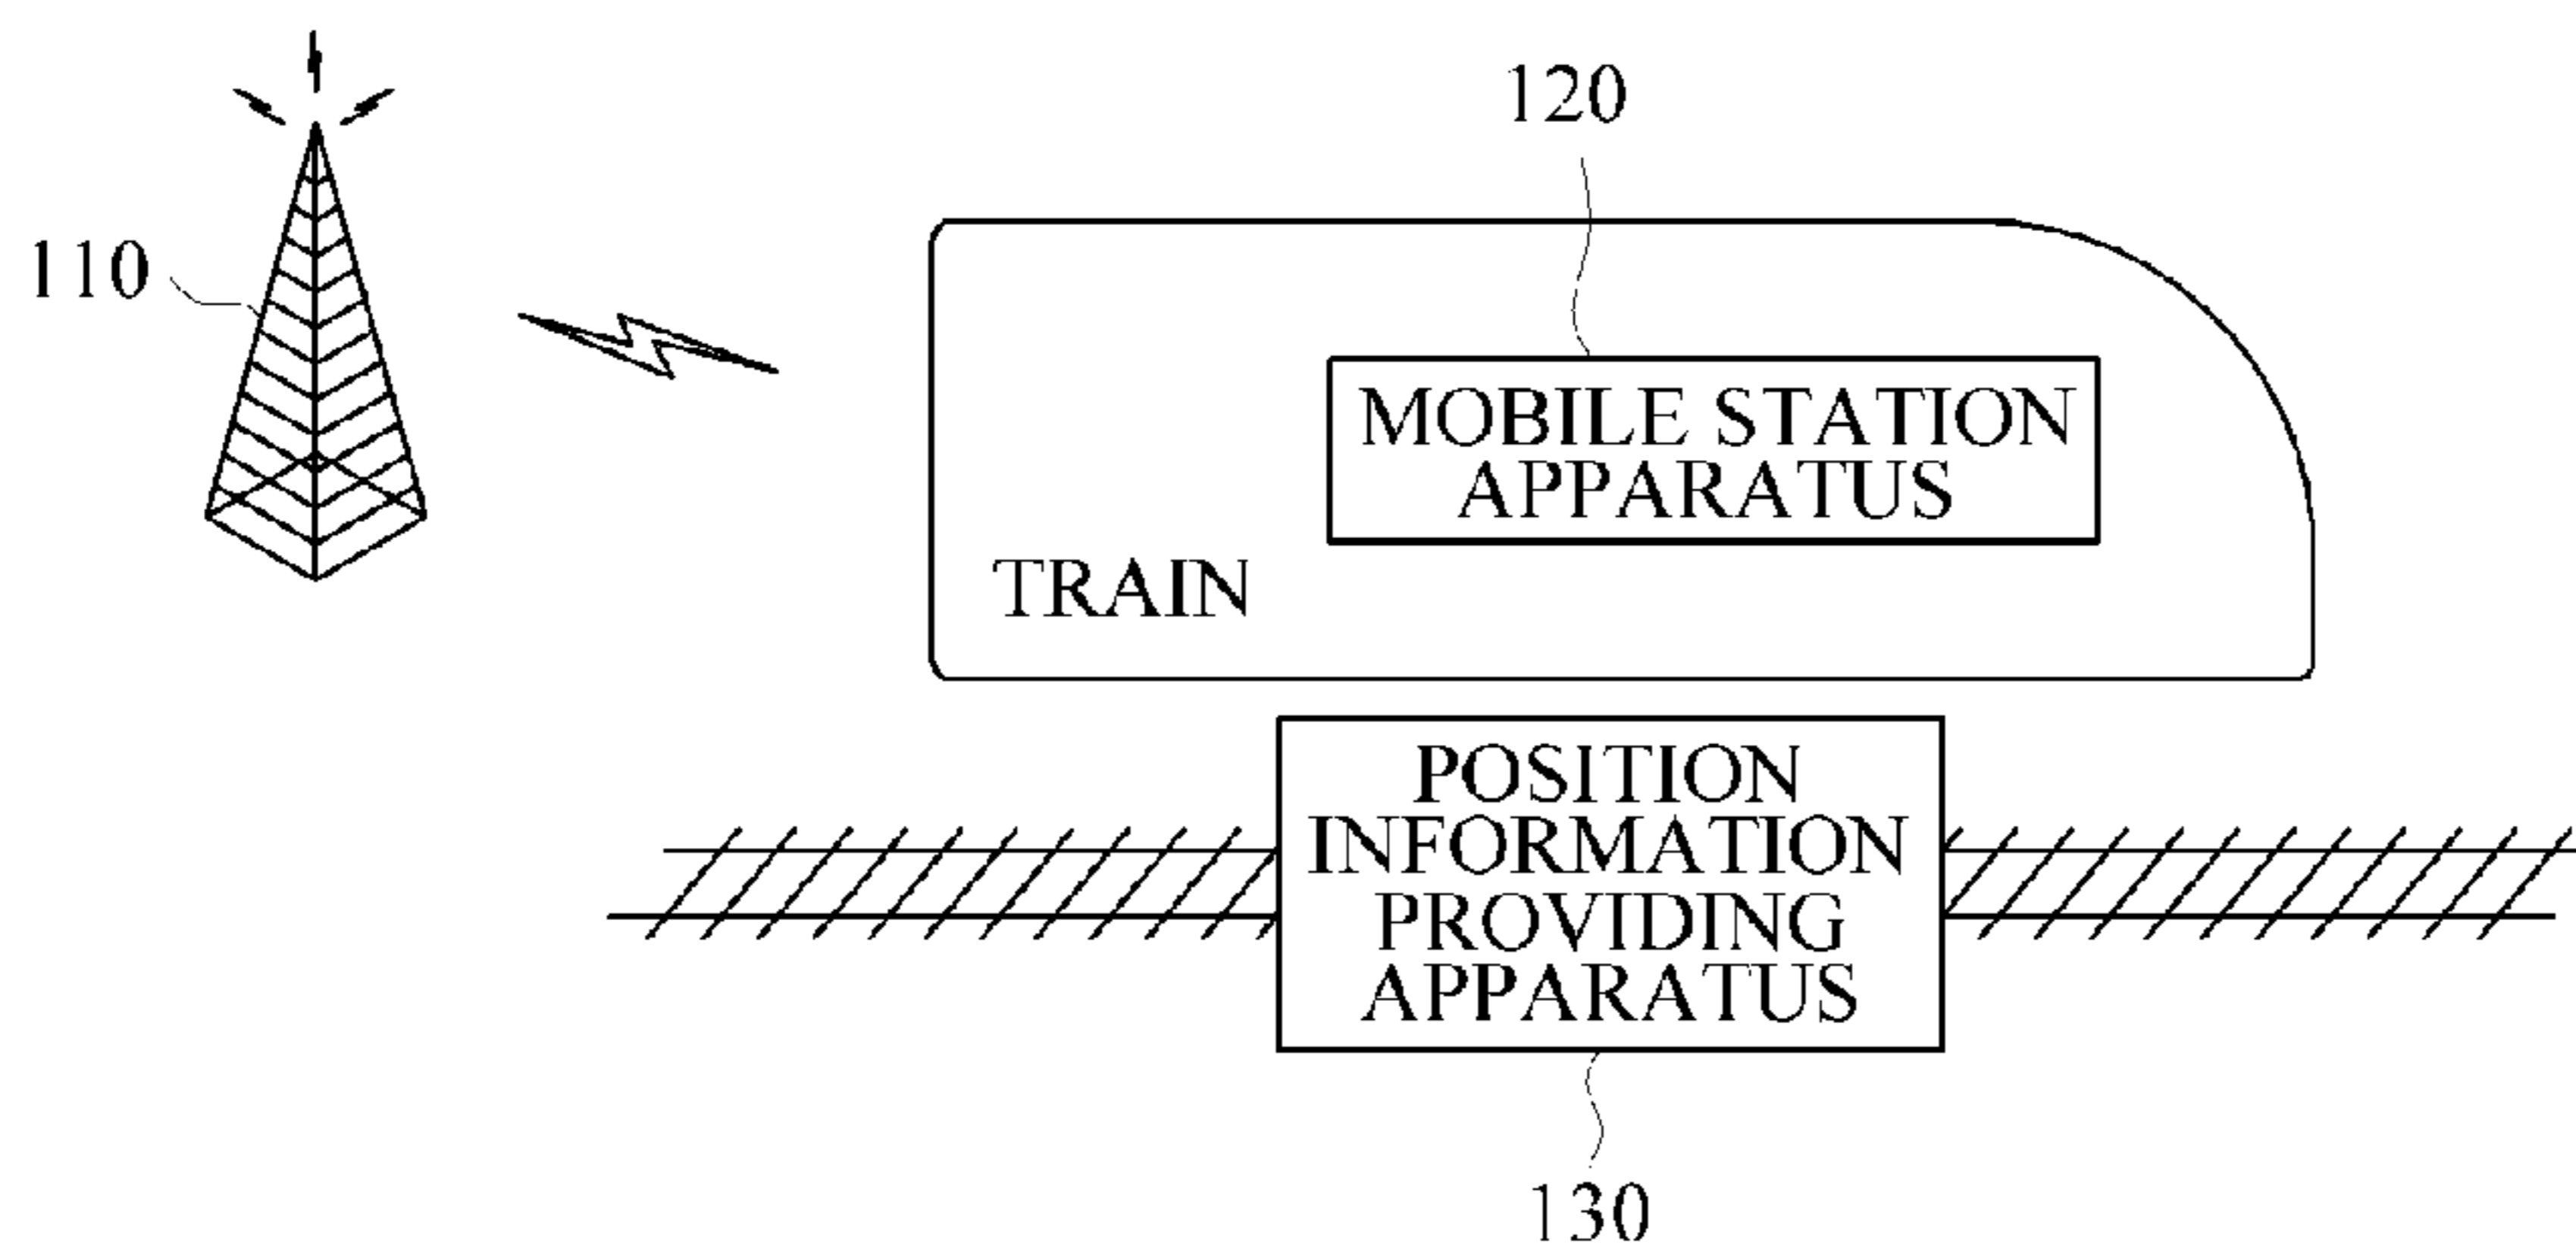 120
110
MOBILE STATION
APPARATUS
TRAIN
POSITION
INFORMATION
PROVIDING
APPARATUS
130